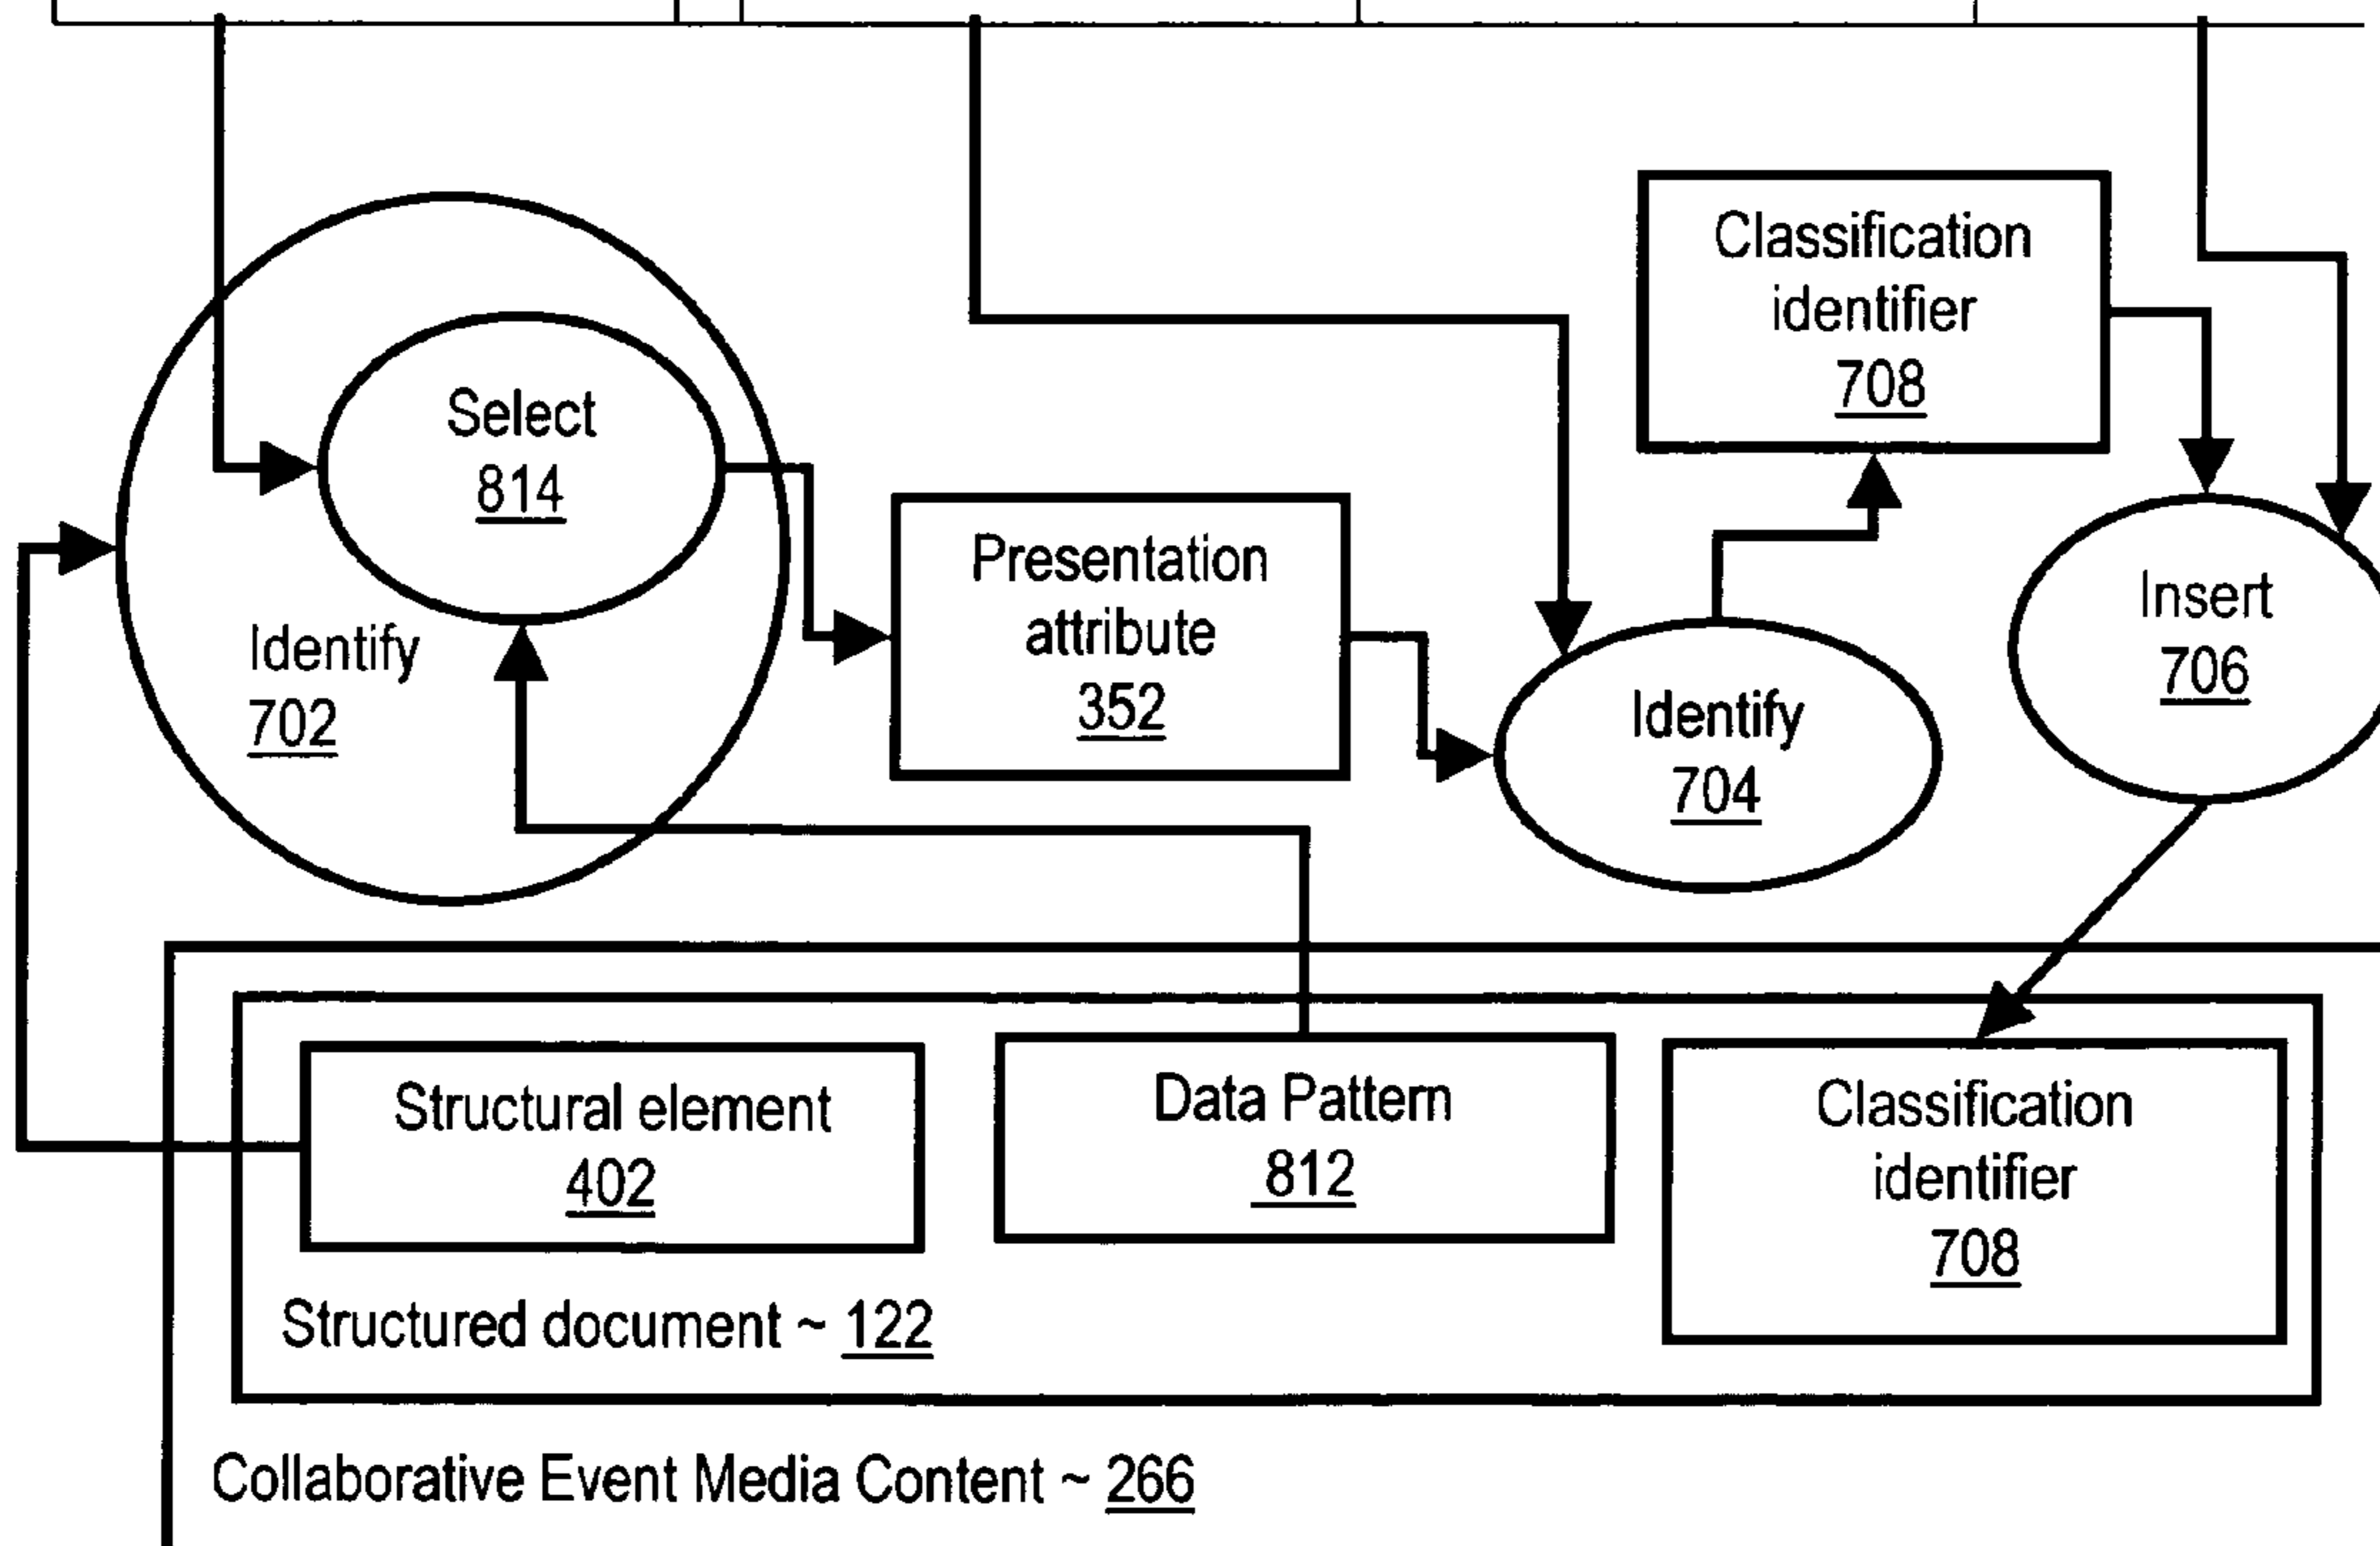 Classification
identifier
708
Select
814
Presentation
attribute
352
Insert
706
Identify
702
Identify
704
Structural element
402
Data Pattern
812
Classification
identifier
708
Structured document ~ 122
Collaborative Event Media Content ~ 266